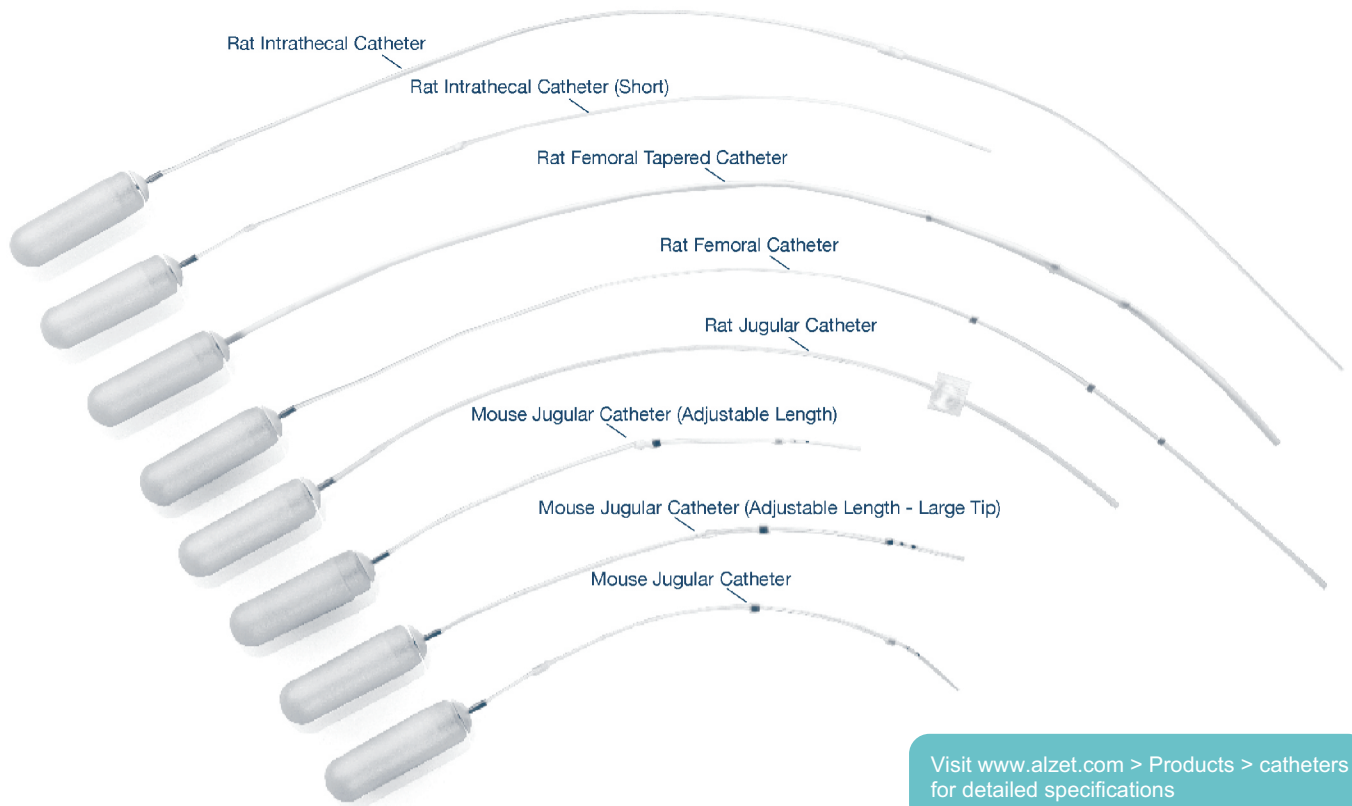 Rat Intrathecal Catheter
Rat Intrathecal Catheter (Short)
Rat Femoral Tapered Catheter
Rat Femoral Catheter
Rat Jugular Catheter
Mouse Jugular Catheter (Adjustable Length)
Mouse Jugular Catheter (Adjustable Length - Large Tip)
Mouse Jugular Catheter
Visit www.alzet.com > Products > catheters
for detailed specifications